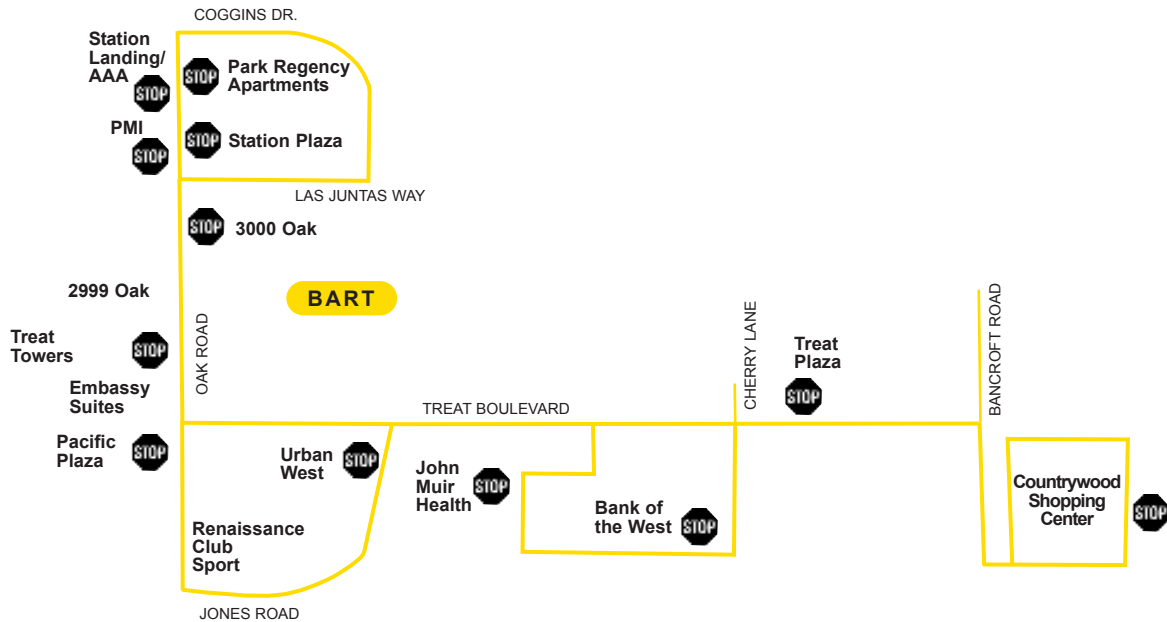 COGGINS DR.
Station
Landing/
AAA
STOP
STOP
Park Regency
Apartments
PMI
STOP
STOP
Station Plaza
LAS JUNTAS WAY
STOP
3000 Oak
2999 Oak
BART
OAK ROAD
Treat
Towers
STOP
CHERRY LANE
Treat
Plaza
STOP
BANCROFT ROAD
Embassy
Suites
TREAT BOULEVARD
Pacific
Plaza
STOP
Urban
West
STOP
John
Muir
Health
STOP
Bank of
the West
STOP
Countrywood
Shopping
Center
STOP
Renaissance
Club
Sport
JONES ROAD